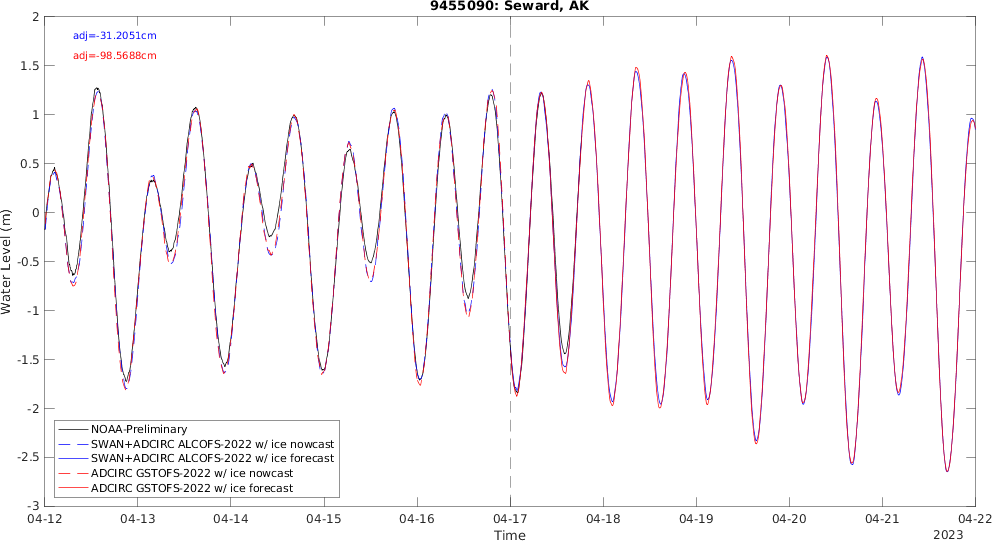 9455090: Seward, AK
adj=-31.2051cm
adj=-98.5688cm
2
1.5
1
0.5
0
-0.5
-1
-1.5
-2
-2.5
-3
Water Level (m)
NOAA-Preliminary
SWAN+ADCIRC ALCOFS-2022 w/ ice nowcast
SWAN+ADCIRC ALCOFS-2022 w/ ice forecast
ADCIRC GSTOFS-2022 w/ ice nowcast
ADCIRC GSTOFS-2022 w/ ice forecast
04-12 04-13 04-14 04-15 04-16 04-17 04-18 04-19 04-20 04-21 04-22
Time
2023